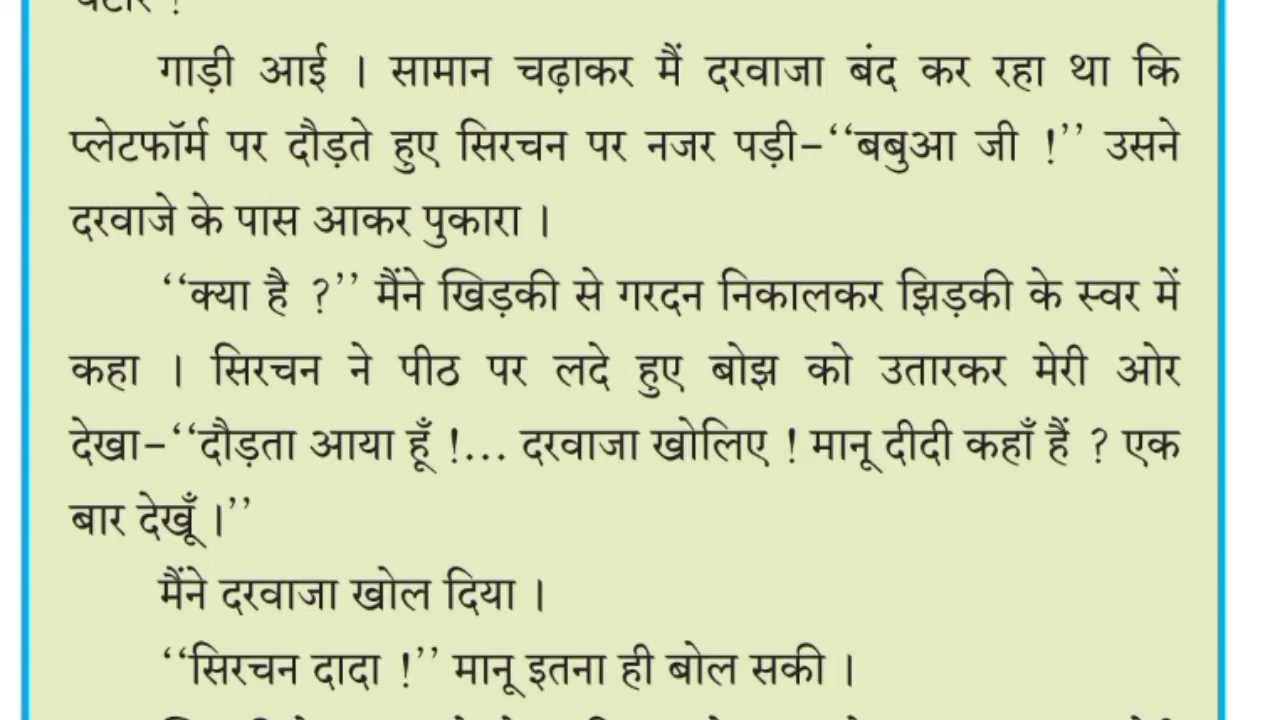 गाड़ी आई । सामान चढ़ाकर मैं दरवाजा बंद कर रहा था कि
प्लेटफॉर्म पर दौड़ते हुए सिरचन पर नजर पड़ी-‘‘बबुआ जी !’’ उसने
दरवाजे के पास आकर पुकारा ।
‘‘क्या है ?’’ मैंने खिड़की से गरदन निकालकर झिड़की के स्वर में
कहा । सिरचन ने पीठ पर लदे हुए बोझ को उतारकर मेरी ओर
देखा-‘‘दौड़ता आया हूँ !... दरवाजा खोलिए ! मानू दीदी कहाँ हैं ? एक
बार देखूँ ।’’
मैंने दरवाजा खोल दिया ।
‘‘सिरचन दादा !’’ मानू इतना ही बोल सकी ।